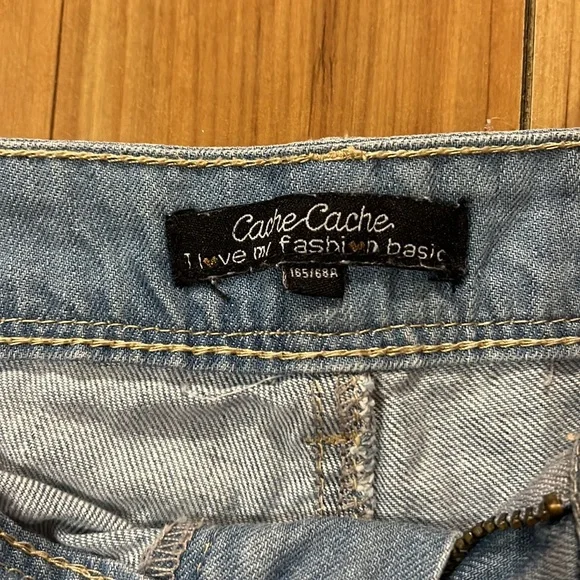 Cache Cache
I love my fashion basic
165/68A